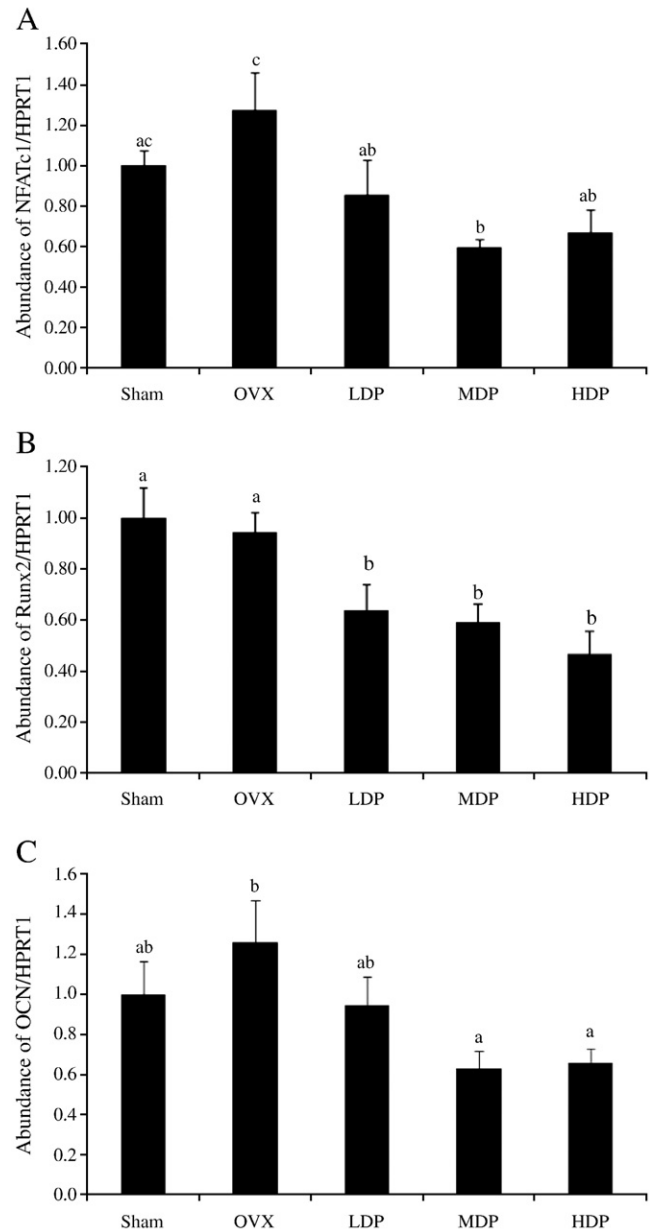 A
Abundance of NFATc1/HPRT1
1.60
1.40
1.20
1.00
0.80
0.60
0.40
0.20
0.00
ac
c
ab
b
ab
Sham OVX LDP MDP HDP
B
Abundance of Runx2/HPRT1
1.20
1.00
0.80
0.60
0.40
0.20
0.00
a
a
b
b
b
Sham OVX LDP MDP HDP
C
Abundance of OCN/HPRT1
1.6
1.4
1.2
1.0
0.8
0.6
0.4
0.2
0.0
ab
b
ab
a
a
Sham OVX LDP MDP HDP